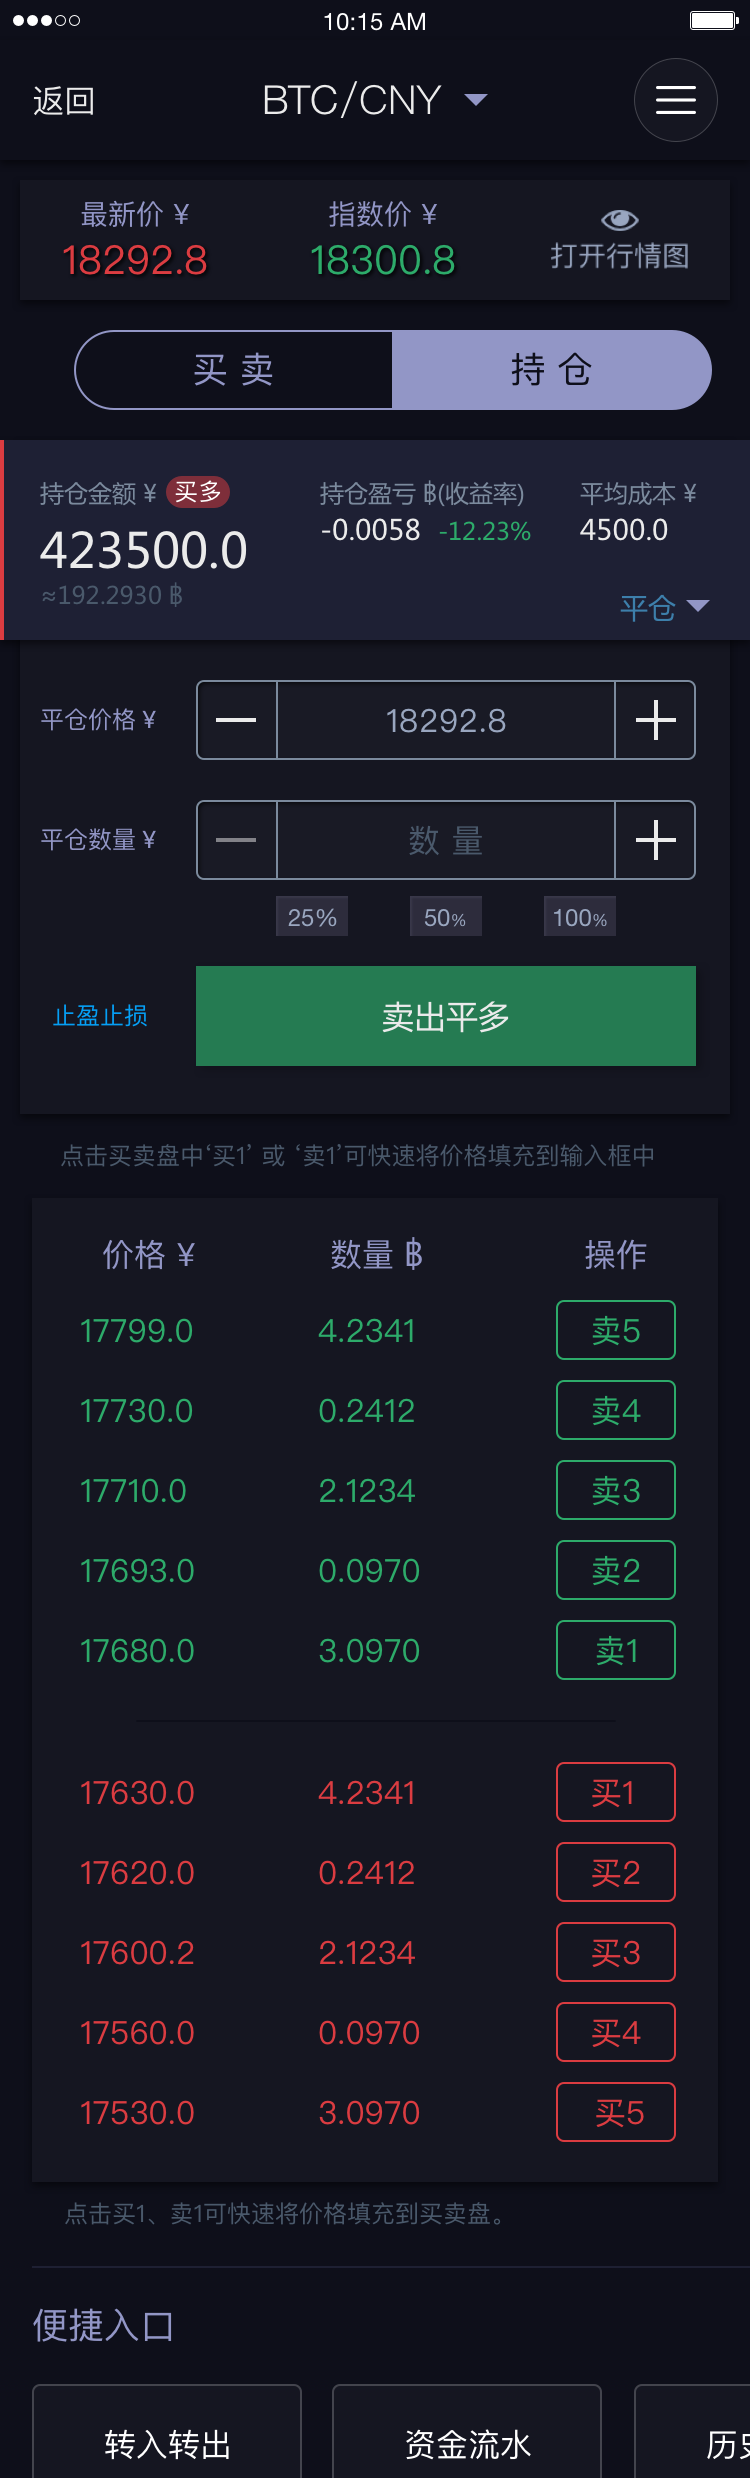 10:15 AM
返回
BTC/CNY
最新价 ¥ 指数价 ¥
18292.8 18300.8 打开行情图
买 卖 持 仓
持仓金额 ¥ 买多 持仓盈亏 ฿(收益率) 平均成本 ¥
423500.0 -0.0058 -12.23% 4500.0
≈192.2930 ฿ 平仓
平仓价格 ¥ 18292.8
平仓数量 ¥ 数 量
25% 50% 100%
止盈止损 卖出平多
点击买卖盘中‘买1’ 或 ‘卖1’可快速将价格填充到输入框中
价格 ¥ 数量 ฿ 操作
17799.0 4.2341 卖5
17730.0 0.2412 卖4
17710.0 2.1234 卖3
17693.0 0.0970 卖2
17680.0 3.0970 卖1
17630.0 4.2341 买1
17620.0 0.2412 买2
17600.2 2.1234 买3
17560.0 0.0970 买4
17530.0 3.0970 买5
点击买1、卖1可快速将价格填充到买卖盘。
便捷入口
转入转出 资金流水 历